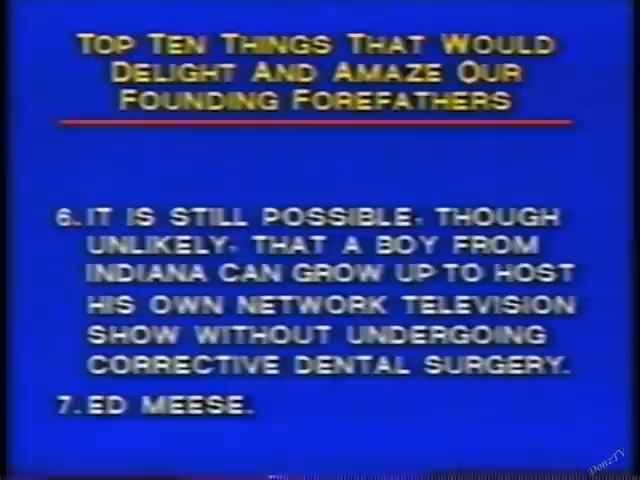 TOP TEN THINGS THAT WOULD
DELIGHT AND AMAZE OUR
FOUNDING FOREFATHERS
6. IT IS STILL POSSIBLE, THOUGH
UNLIKELY, THAT A BOY FROM
INDIANA CAN GROW UP TO HOST
HIS OWN NETWORK TELEVISION
SHOW WITHOUT UNDERGOING
CORRECTIVE DENTAL SURGERY.
7. ED MEESE.
DonzTV